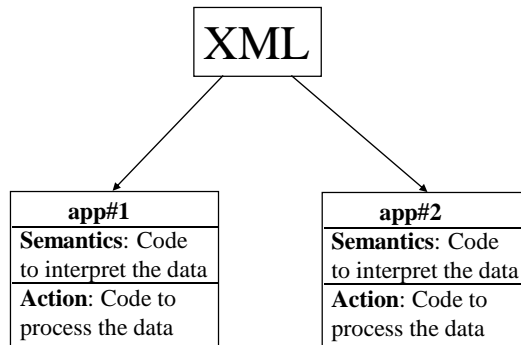 XML
app#1
Semantics: Code
to interpret the data
Action: Code to
process the data
app#2
Semantics: Code
to interpret the data
Action: Code to
process the data